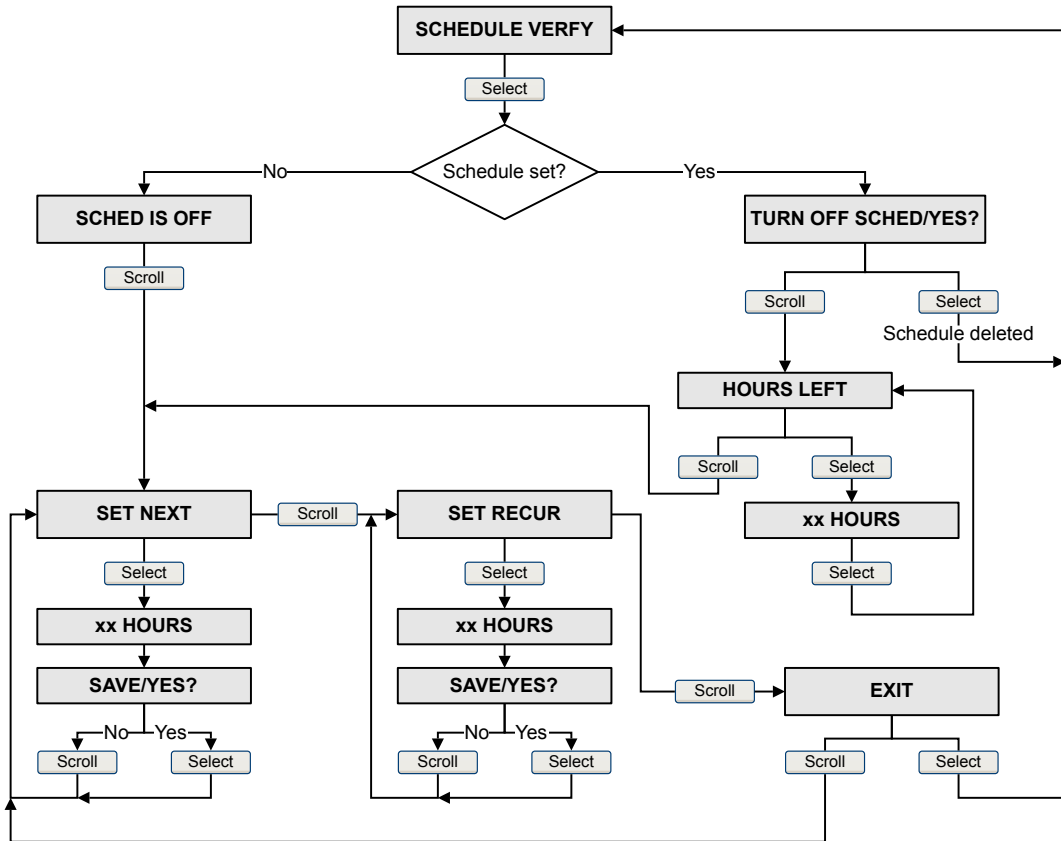 SCHEDULE VERFY
Select
Schedule set?
No
Yes
SCHED IS OFF
TURN OFF SCHED/YES?
Scroll
Scroll
Select
Schedule deleted
HOURS LEFT
Scroll
Select
SET NEXT
Scroll
SET RECUR
xx HOURS
Select
Select
Select
xx HOURS
xx HOURS
SAVE/YES?
SAVE/YES?
Scroll
EXIT
No
Yes
No
Yes
Scroll
Select
Scroll
Select
Scroll
Select